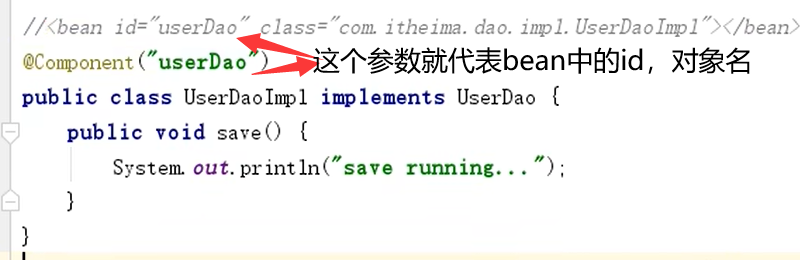 //<bean id="userDao" class="com.itheima.dao.impl.UserDaoImpl"></bean>
@Component("userDao") 这个参数就代表bean中的id，对象名
public class UserDaoImpl implements UserDao {
    public void save() {
        System.out.println("save running...");
    }
}